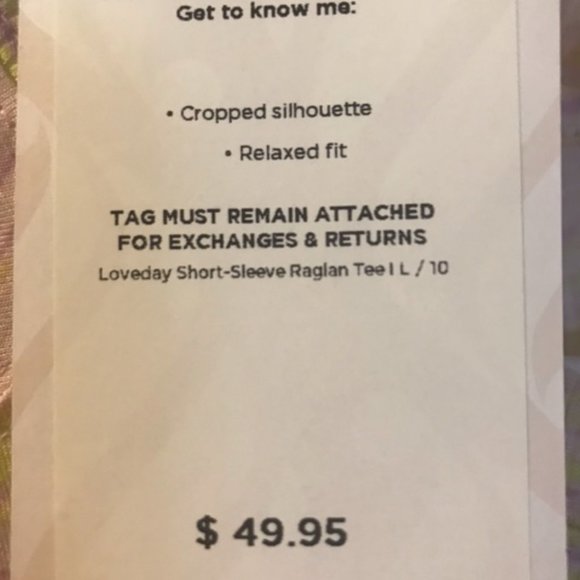 Get to know me:
• Cropped silhouette
• Relaxed fit
TAG MUST REMAIN ATTACHED
FOR EXCHANGES & RETURNS
Loveday Short-Sleeve Raglan Tee I L / 10
$ 49.95